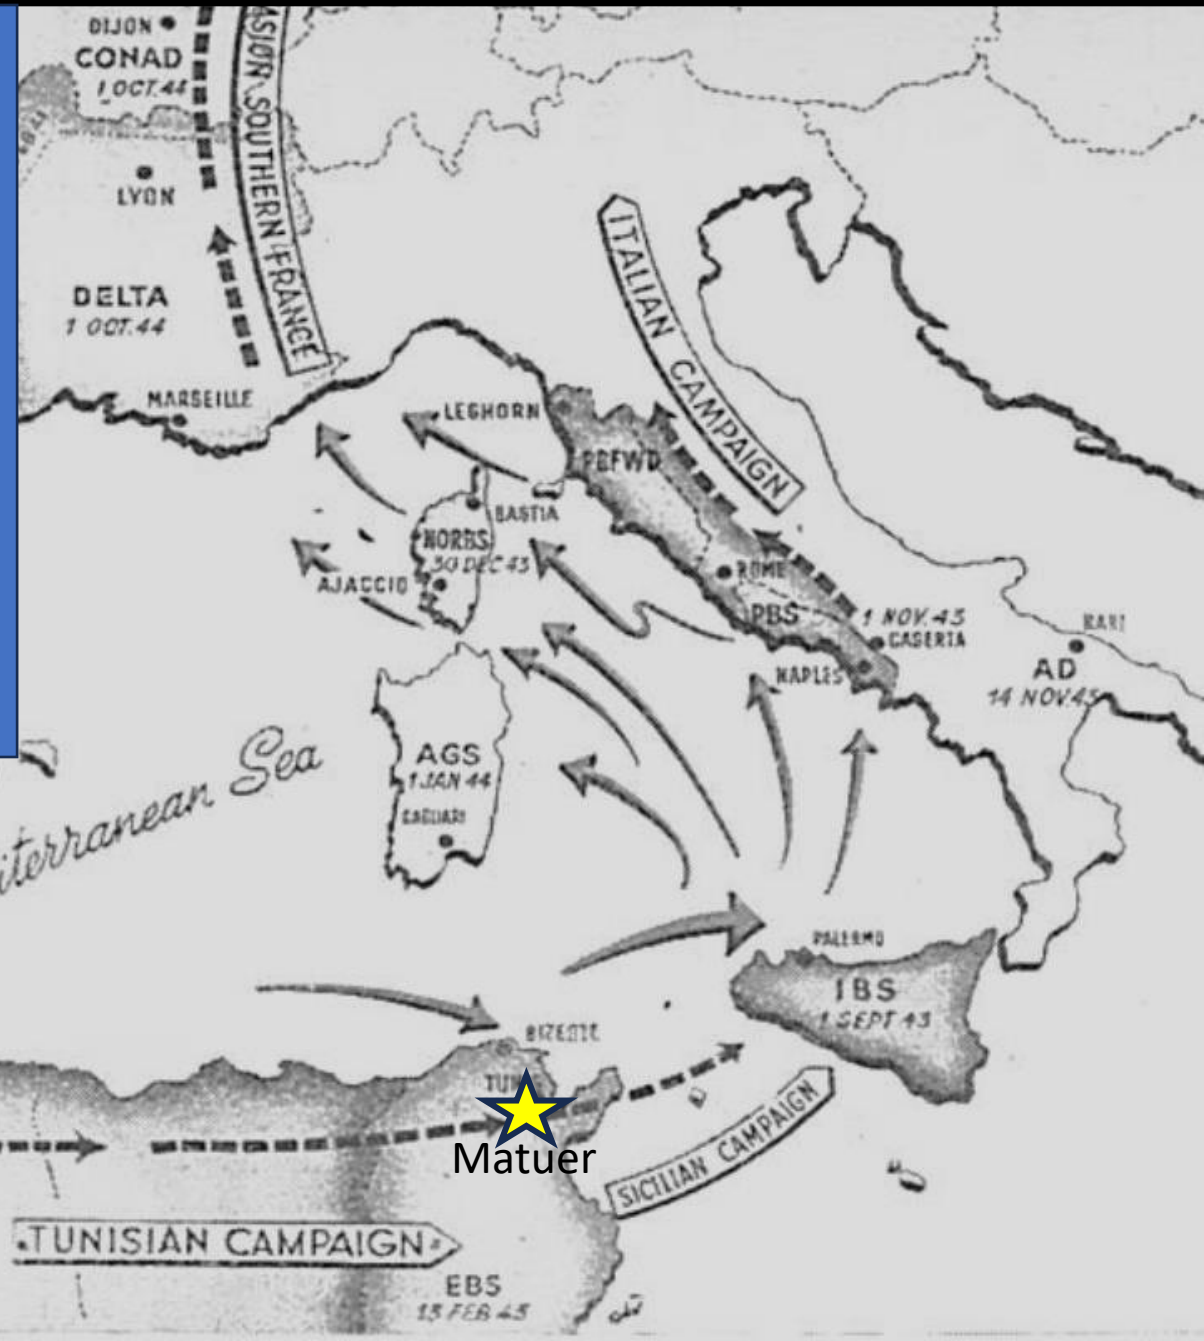 DIJON
CONAD
1 OCT. 44
ASION SOUTHERN FRANCE
LYON
DELTA
1 OCT. 44
MARSEILLE
ITALIAN CAMPAIGN
LEGHORN
PBFWD
BASTIA
NORBS
30 DEC 43
AJACCIO
ROME
PBS
1 NOV. 43
CASERTA
NAPLES
BARI
AD
14 NOV. 43
iterranean Sea
AGS
1 JAN 44
CAGLIARI
PALERMO
IBS
1 SEPT 43
BIZERTE
TUN
Matuer
SICILIAN CAMPAIGN
TUNISIAN CAMPAIGN
EBS
13 FEB 43